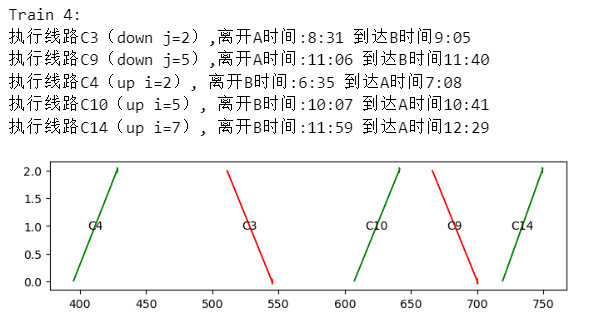 Train 4:
执行线路C3（down j=2）,离开A时间:8:31 到达B时间9:05
执行线路C9（down j=5）,离开A时间:11:06 到达B时间11:40
执行线路C4（up i=2）, 离开B时间:6:35 到达A时间7:08
执行线路C10（up i=5）, 离开B时间:10:07 到达A时间10:41
执行线路C14（up i=7）, 离开B时间:11:59 到达A时间12:29
2.0
1.5
1.0
0.5
0.0
C4 C3 C10 C9 C14
400 450 500 550 600 650 700 750